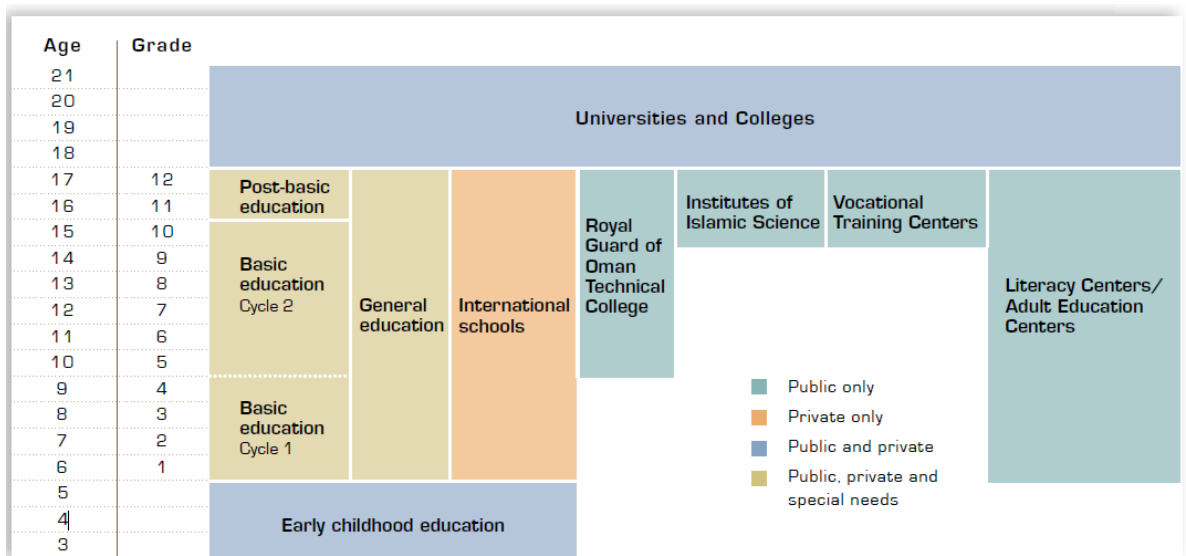 Age Grade
21
20
19
18
Universities and Colleges
17 12
16 11
15 10
14 9
13 8
12 7
11 6
10 5
9 4
8 3
7 2
6 1
5
4
3
Post-basic
education
Basic
education
Cycle 2
Basic
education
Cycle 1
General
education
International
schools
Royal
Guard of
Oman
Technical
College
Institutes of
Islamic Science
Vocational
Training Centers
Literacy Centers/
Adult Education
Centers
Early childhood education
Public only
Private only
Public and private
Public, private and
special needs